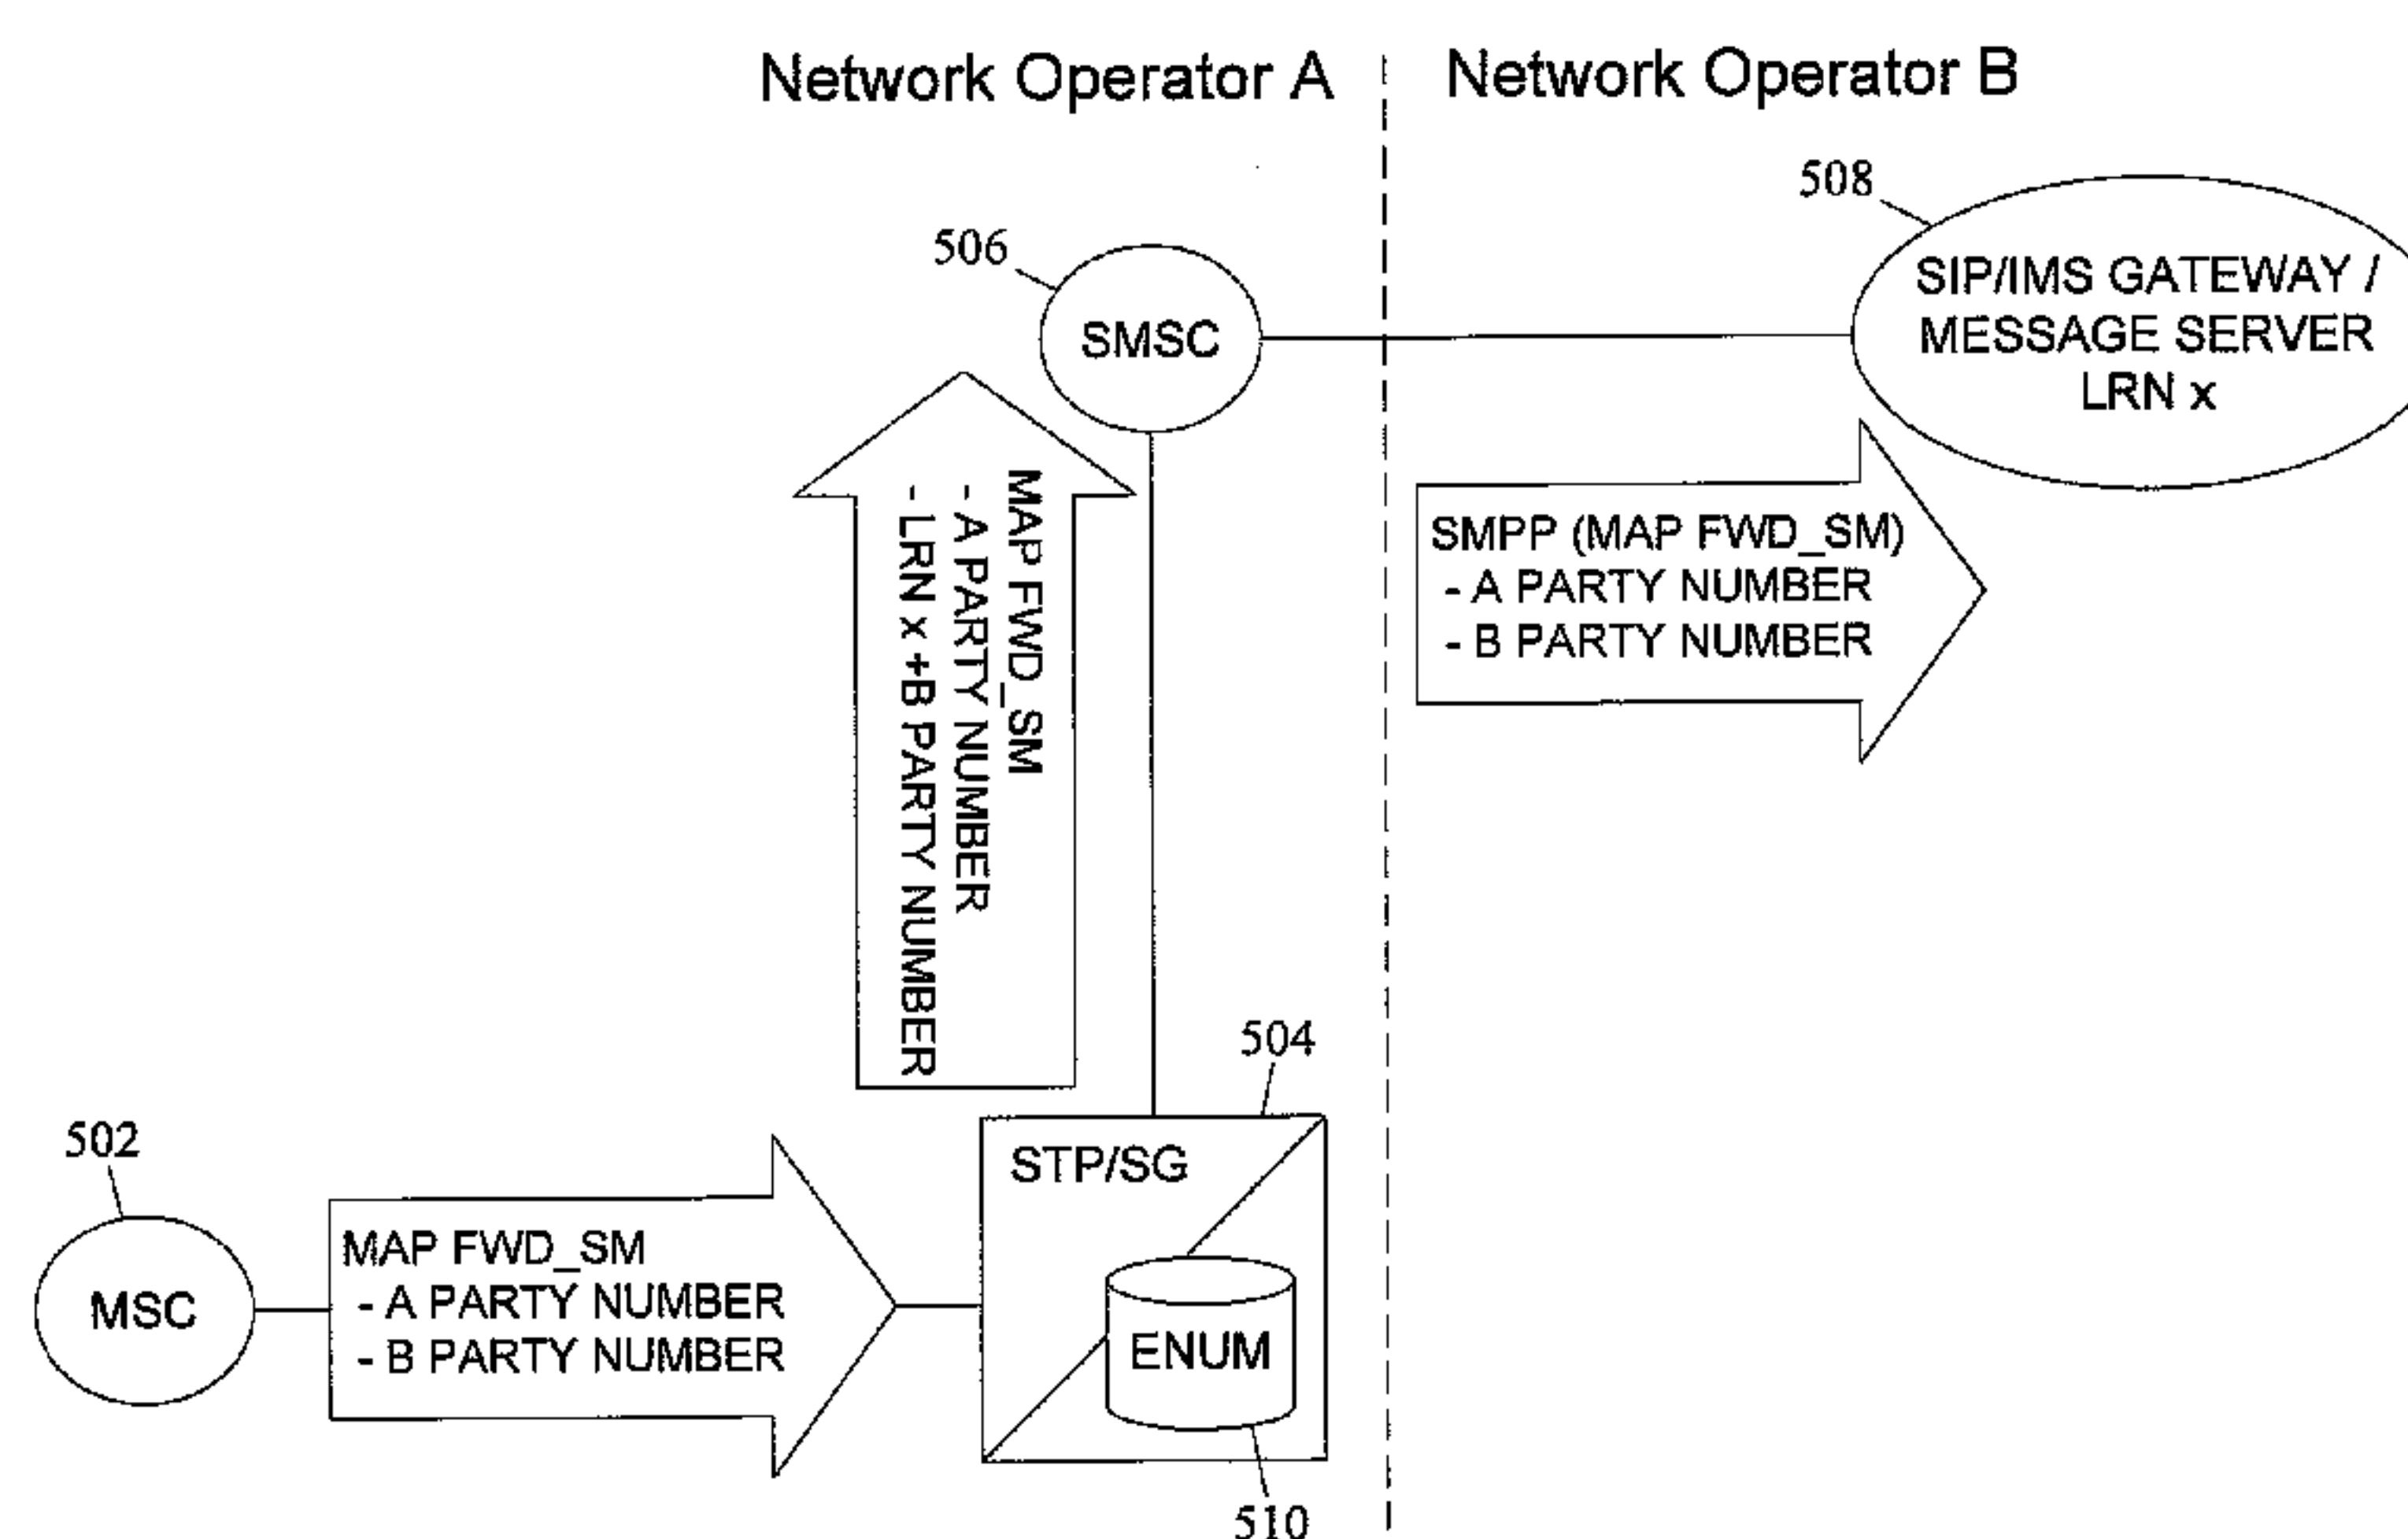 Network Operator A
Network Operator B
508
506
SMSC
SIP/IMS GATEWAY /
MESSAGE SERVER
LRN x
MAP FWD_SM
- A PARTY NUMBER
- LRN x +B PARTY NUMBER
SMPP (MAP FWD_SM)
- A PARTY NUMBER
- B PARTY NUMBER
504
STP/SG
502
MSC
MAP FWD_SM
- A PARTY NUMBER
- B PARTY NUMBER
ENUM
510